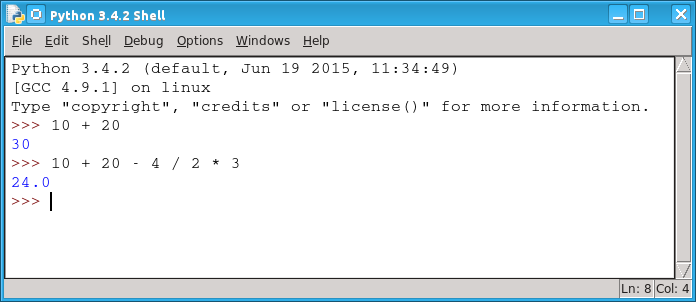 Python 3.4.2 Shell
File Edit Shell Debug Options Windows Help
Python 3.4.2 (default, Jun 19 2015, 11:34:49)
[GCC 4.9.1] on linux
Type "copyright", "credits" or "license()" for more information.
>>> 10 + 20
30
>>> 10 + 20 - 4 / 2 * 3
24.0
>>>
Ln: 8 Col: 4